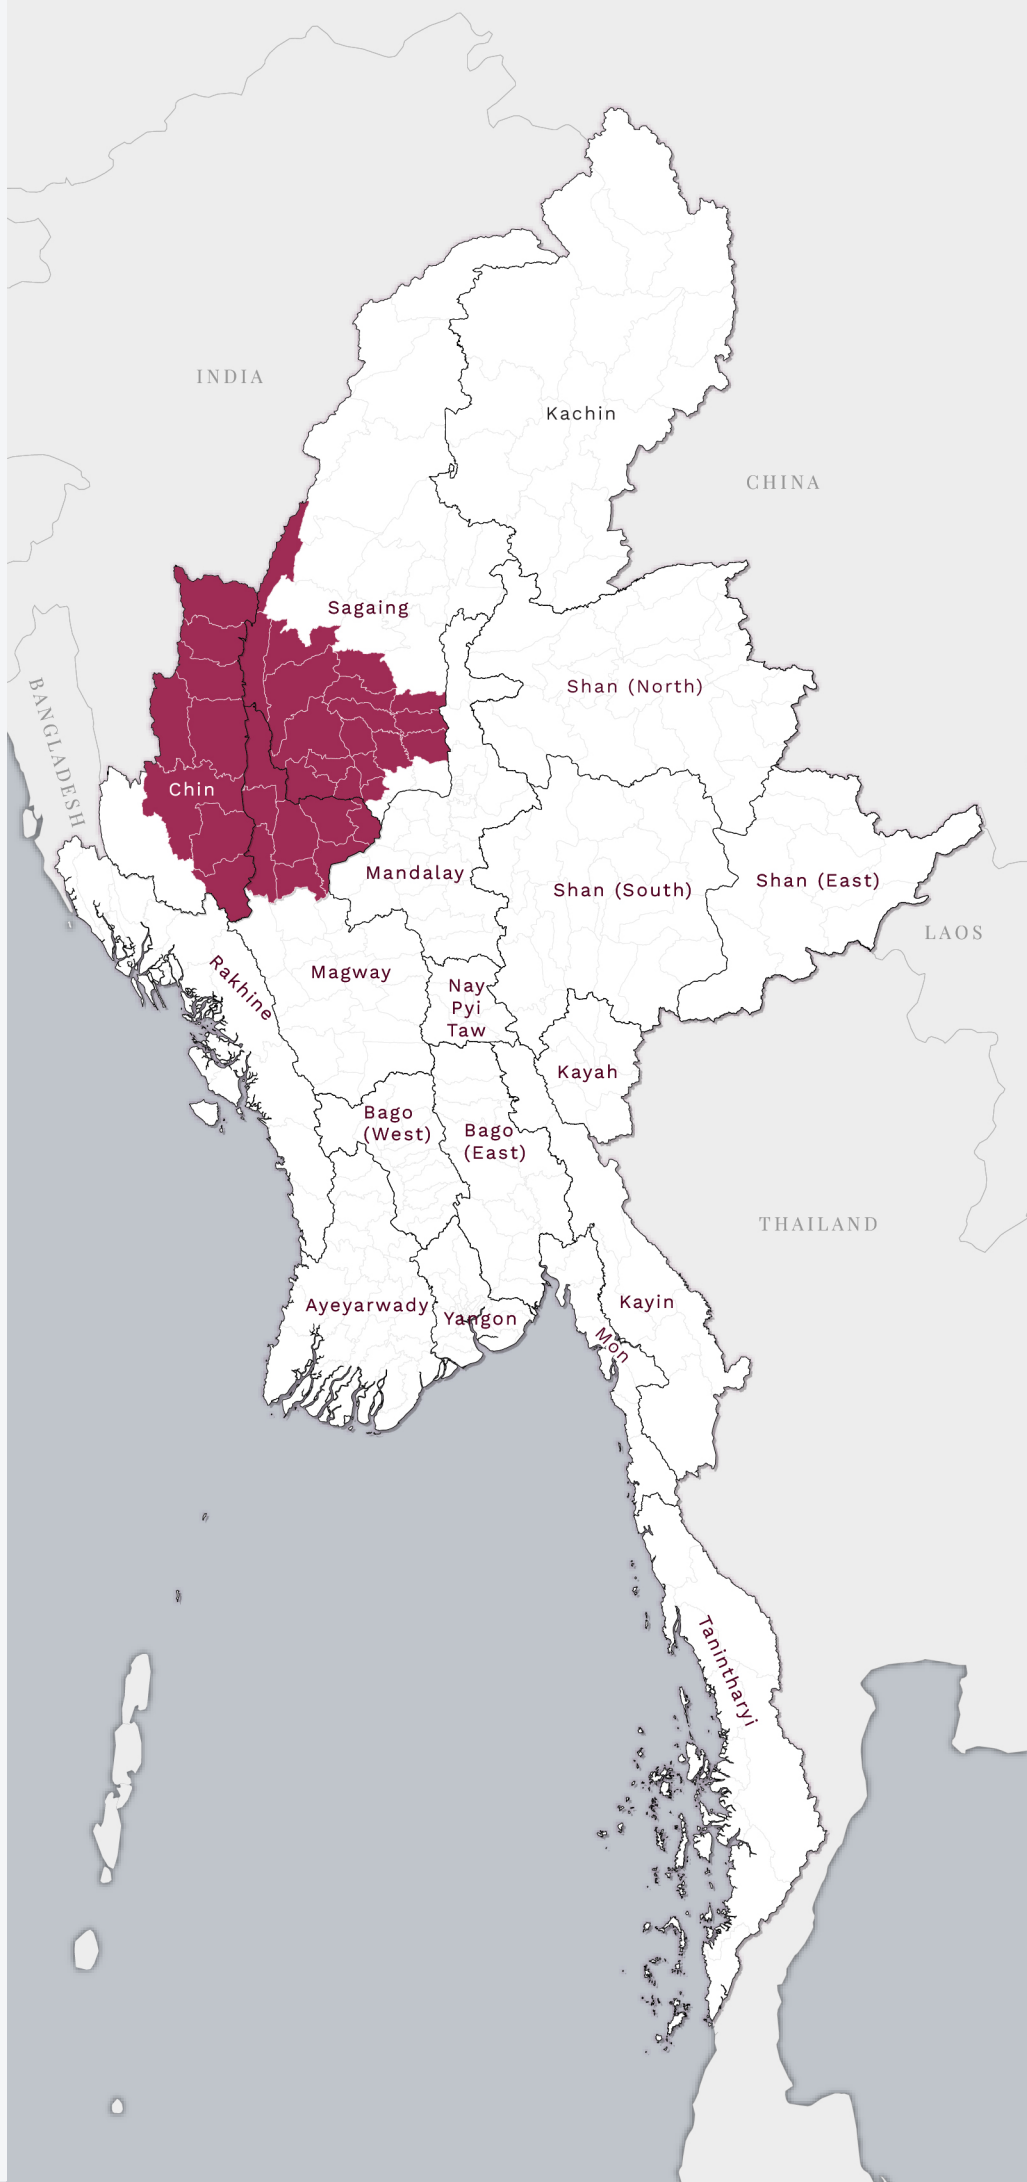 INDIA
Kachin
CHINA
Sagaing
Shan (North)
BANGLADESH
Chin
Mandalay
Shan (South)
Shan (East)
LAOS
Rakhine
Magway
Nay
Pyi
Taw
Kayah
Bago
(West)
Bago
(East)
THAILAND
Ayeyarwady
Yangon
Kayin
Mon
Tanintharyi